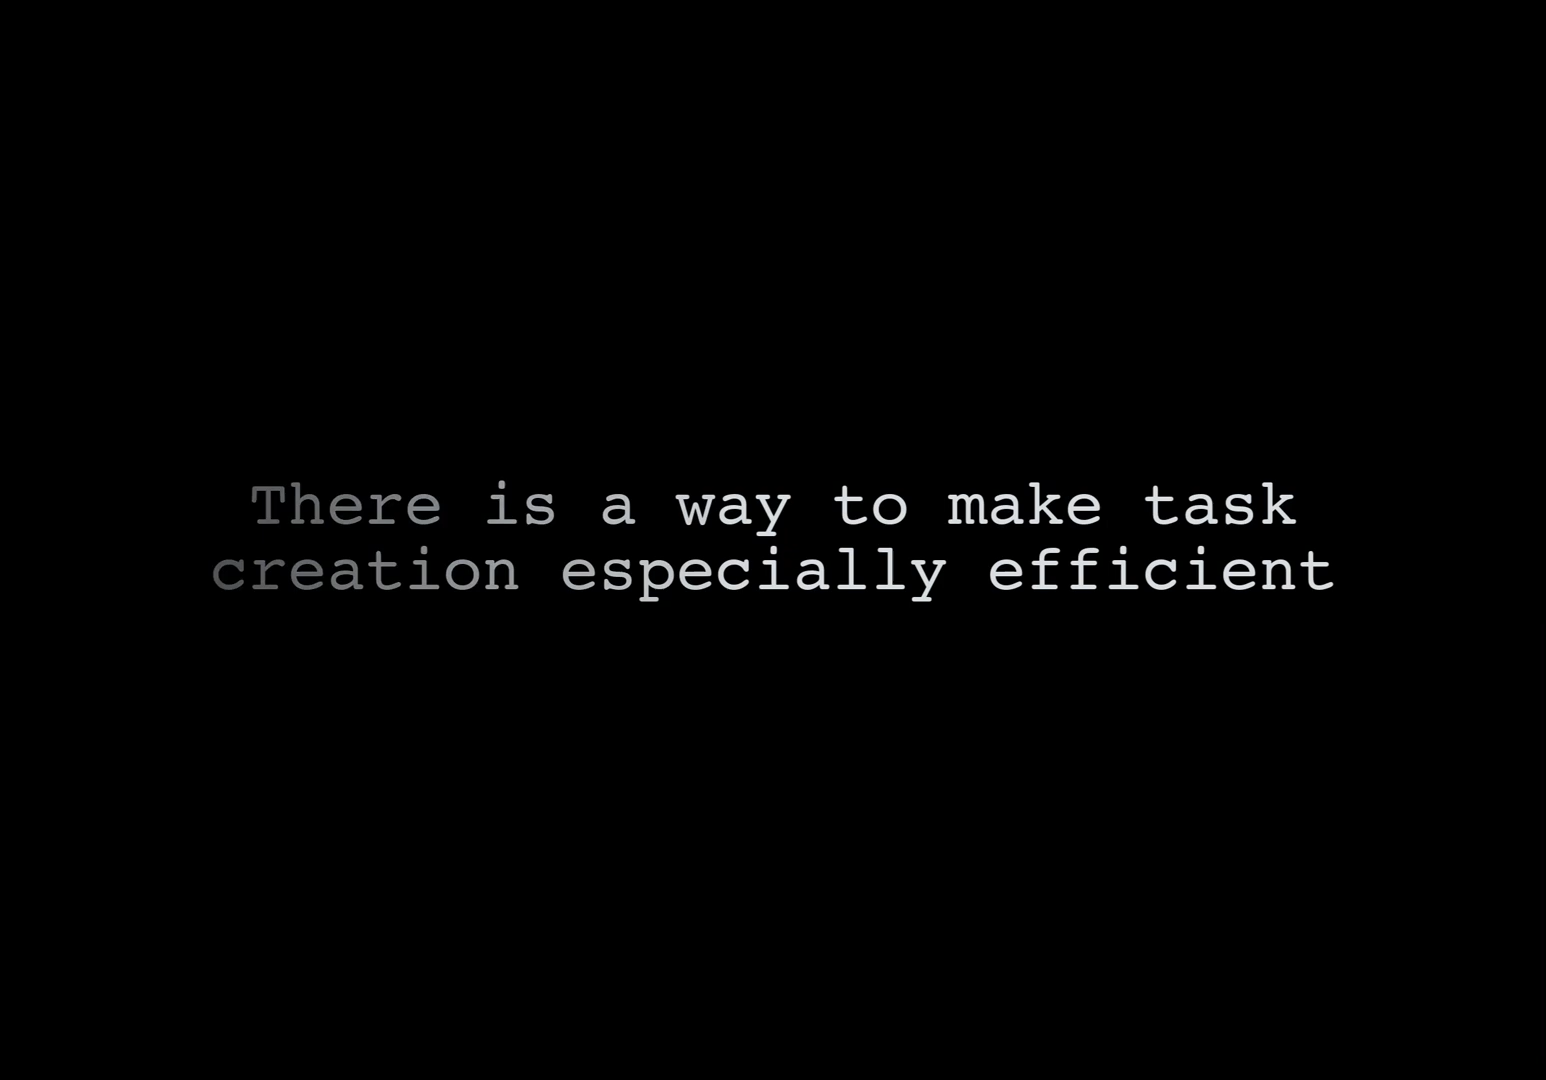 There is a way to make task
creation especially efficient